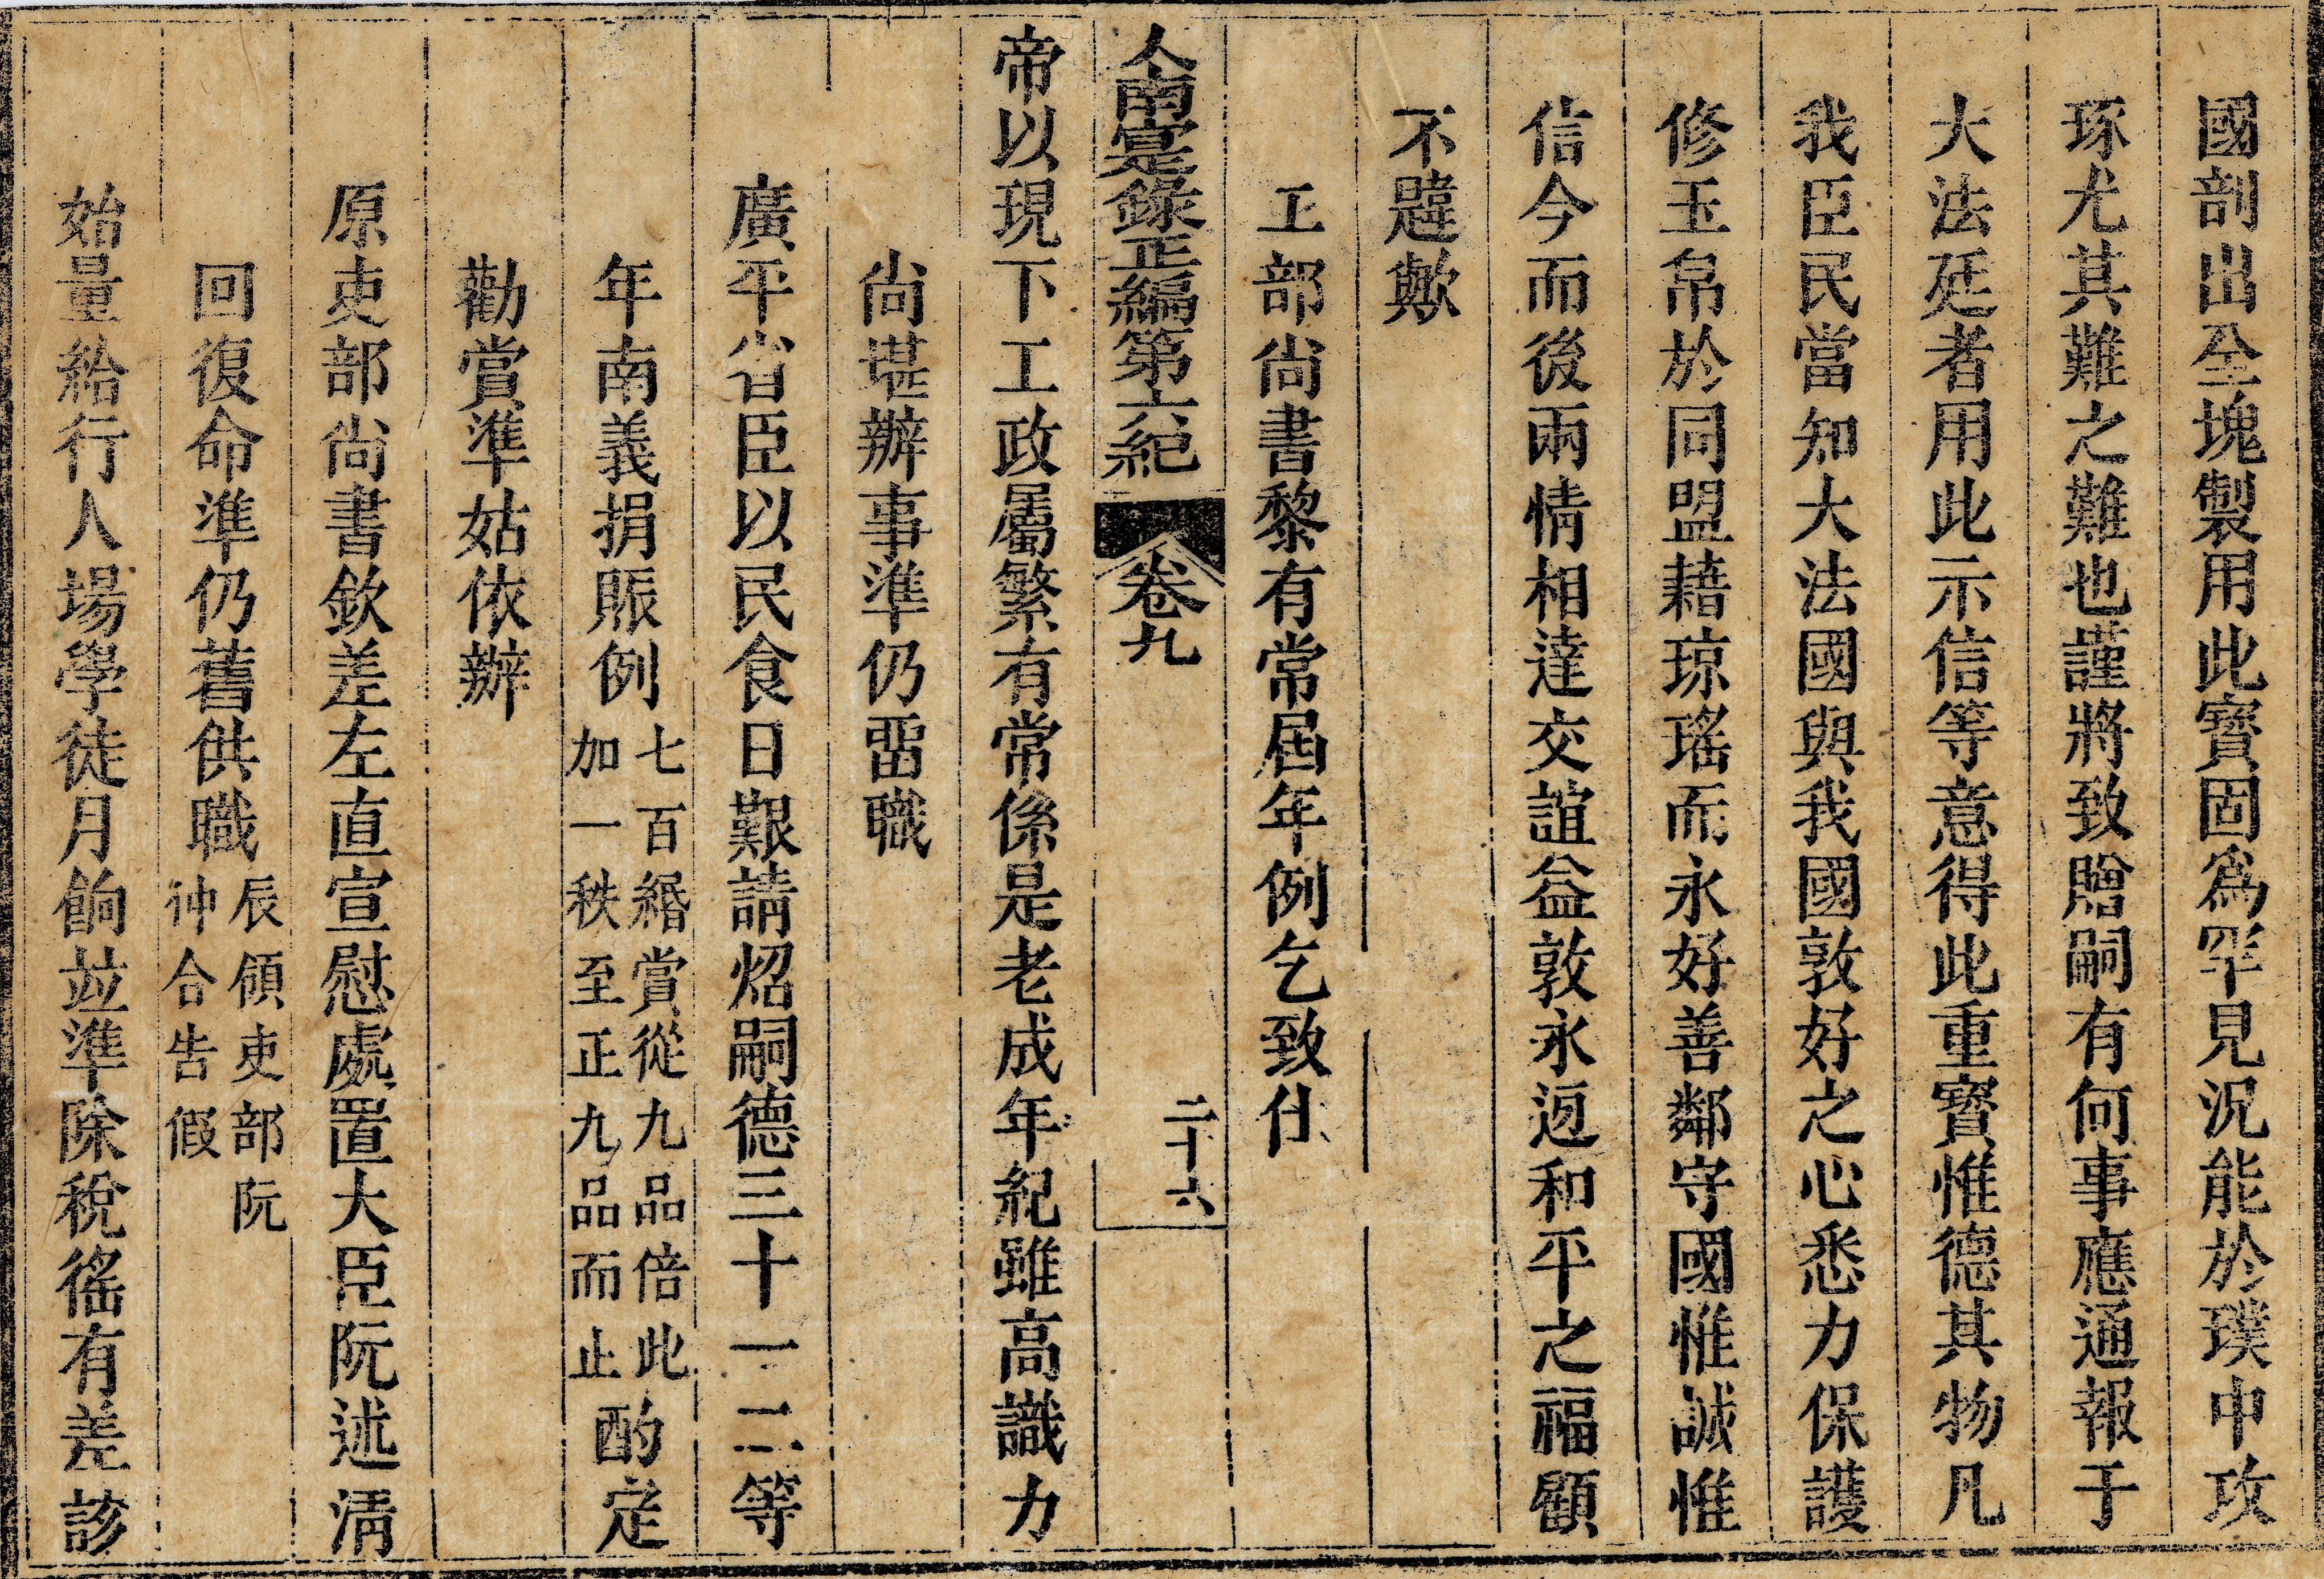 國剖出全塊製用此寶固爲罕見況能於璞中攻
琢尤其難之難也謹將致贈嗣有何事應通報于
大法廷者用此示信等意得此重寶惟德其物凡
我臣民當知大法國與我國敦好之心悉力保護
修玉帛於同盟藉琼瑤而永好善鄰守國惟誠惟
信今而後兩情相達交誼益敦永迓和平之福顧
不韙歟
工部尚書黎有常屆年例乞致仕
大南寔錄正編第六紀 卷九 二十六
帝以現下工政屬繁有常係是老成年紀雖高識力
尚堪辦事準仍畱職
廣平省臣以民食日艱請炤嗣德三十一二等
年南義捐賑例七百緡賞從九品倍此加一秩至正九品而止酌定
勸賞準姑依辦
原吏部尚書欽差左直宣慰處置大臣阮述清
回復命準仍舊供職辰領吏部阮仲合告假
始量給行人場學徒月餉並準除稅徭有差該